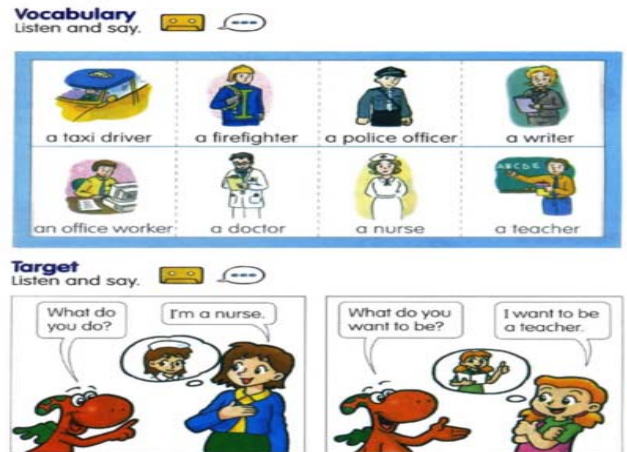 Vocabulary
Listen and say.
a taxi driver
a firefighter
a police officer
a writer
ABCDE
an office worker
a doctor
a nurse
a teacher
Target
Listen and say.
What do
you do?
I'm a nurse.
What do you
want to be?
I want to be
a teacher.